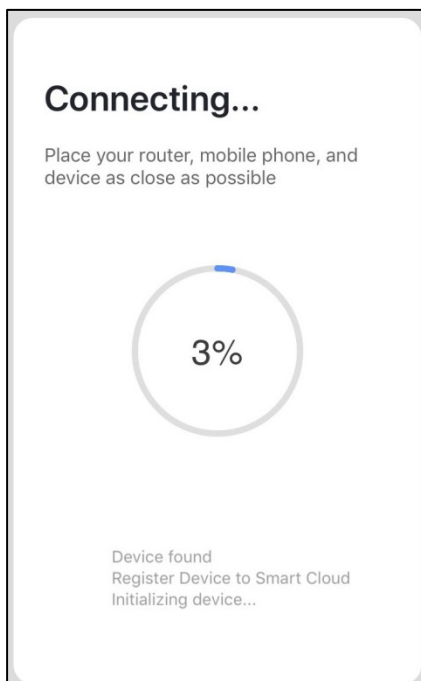 Connecting...
Place your router, mobile phone, and
device as close as possible
3%
Device found
Register Device to Smart Cloud
Initializing device...